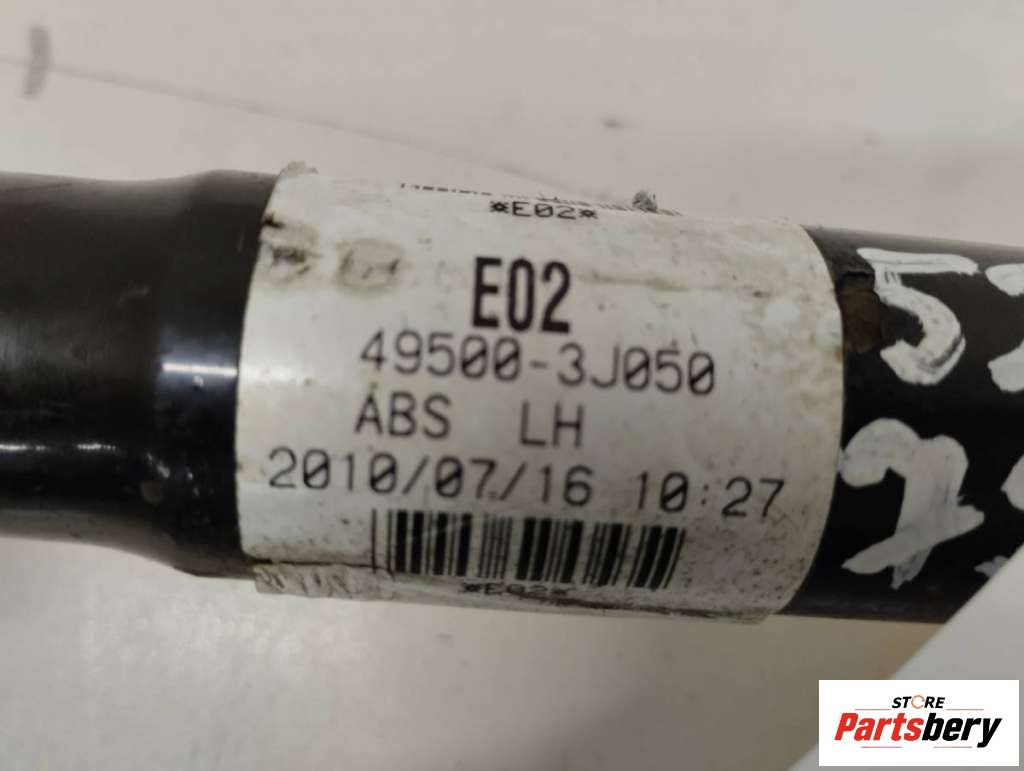 *E02*
E02
49500-3J050
ABS LH
2010/07/16 10:27
*E02*
STORE
Partsbery